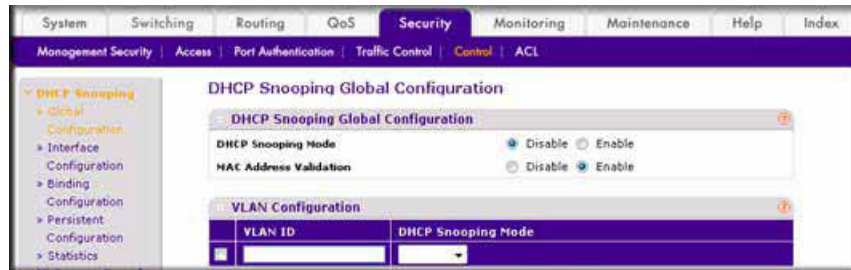 System Switching Routing QoS Security Monitoring Maintenance Help Index
Management Security | Access | Port Authentication | Traffic Control | Control | ACL
DHCP Snooping
» Global
Configuration
» Interface
Configuration
» Binding
Configuration
» Persistent
Configuration
» Statistics
DHCP Snooping Global Configuration
DHCP Snooping Global Configuration
DHCP Snooping Mode Disable Enable
MAC Address Validation Disable Enable
VLAN Configuration
VLAN ID DHCP Snooping Mode